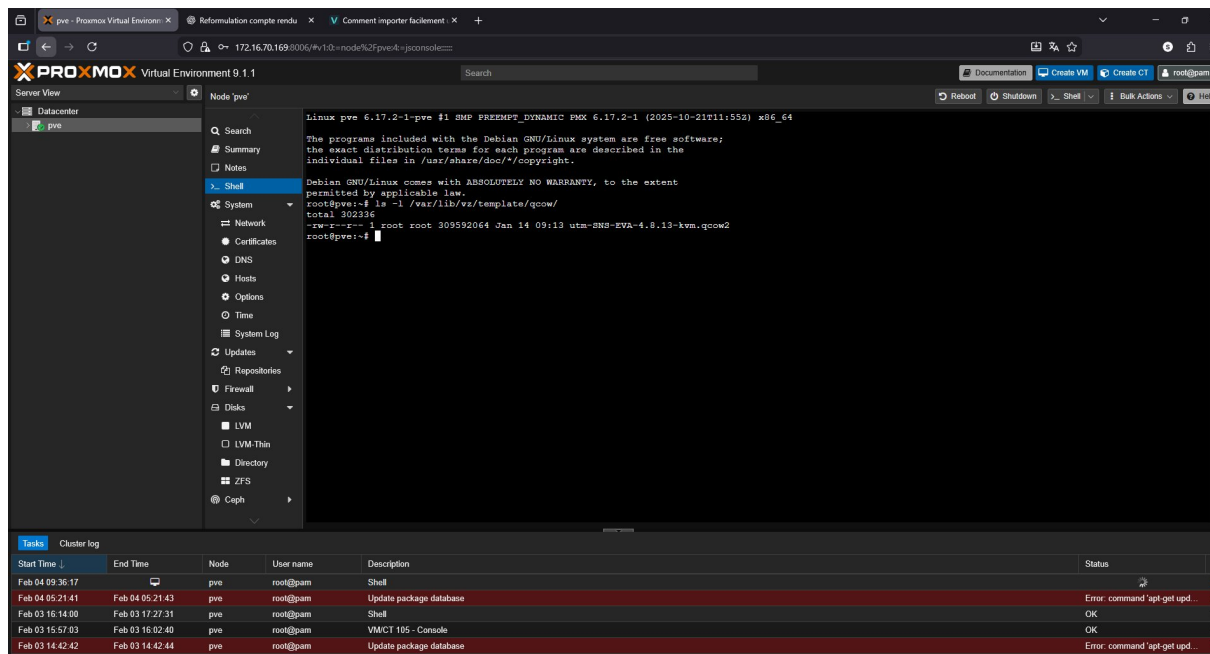 pve - Proxmox Virtual Environm
Reformulation compte rendu
Comment importer facilement
172.16.70.169:8006/#v1:0:=node%2Fpve:4:=jsconsole:::::
PROXMOX Virtual Environment 9.1.1
Search
Documentation
Create VM
Create CT
root@pam
Server View
Node 'pve'
Reboot
Shutdown
Shell
Bulk Actions
Datacenter
pve
Search
Summary
Notes
Shell
System
Network
Certificates
DNS
Hosts
Options
Time
System Log
Updates
Repositories
Firewall
Disks
LVM
LVM-Thin
Directory
ZFS
Ceph
Linux pve 6.17.2-1-pve #1 SMP PREEMPT_DYNAMIC PMX 6.17.2-1 (2025-10-21T11:55Z) x86_64
The programs included with the Debian GNU/Linux system are free software;
the exact distribution terms for each program are described in the
individual files in /usr/share/doc/*/copyright.
Debian GNU/Linux comes with ABSOLUTELY NO WARRANTY, to the extent
permitted by applicable law.
root@pve:~# ls -l /var/lib/vz/template/qcow/
total 302336
-rw-r--r-- 1 root root 309592064 Jan 14 09:13 utm-SNS-EVA-4.8.13-kvm.qcow2
root@pve:~#
Tasks Cluster log
Start Time ↓ End Time Node User name Description Status
Feb 04 09:36:17 pve root@pam Shell
Feb 04 05:21:41 Feb 04 05:21:43 pve root@pam Update package database Error: command 'apt-get upd...
Feb 03 16:14:00 Feb 03 17:27:31 pve root@pam Shell OK
Feb 03 15:57:03 Feb 03 16:02:40 pve root@pam VM/CT 105 - Console OK
Feb 03 14:42:42 Feb 03 14:42:44 pve root@pam Update package database Error: command 'apt-get upd...